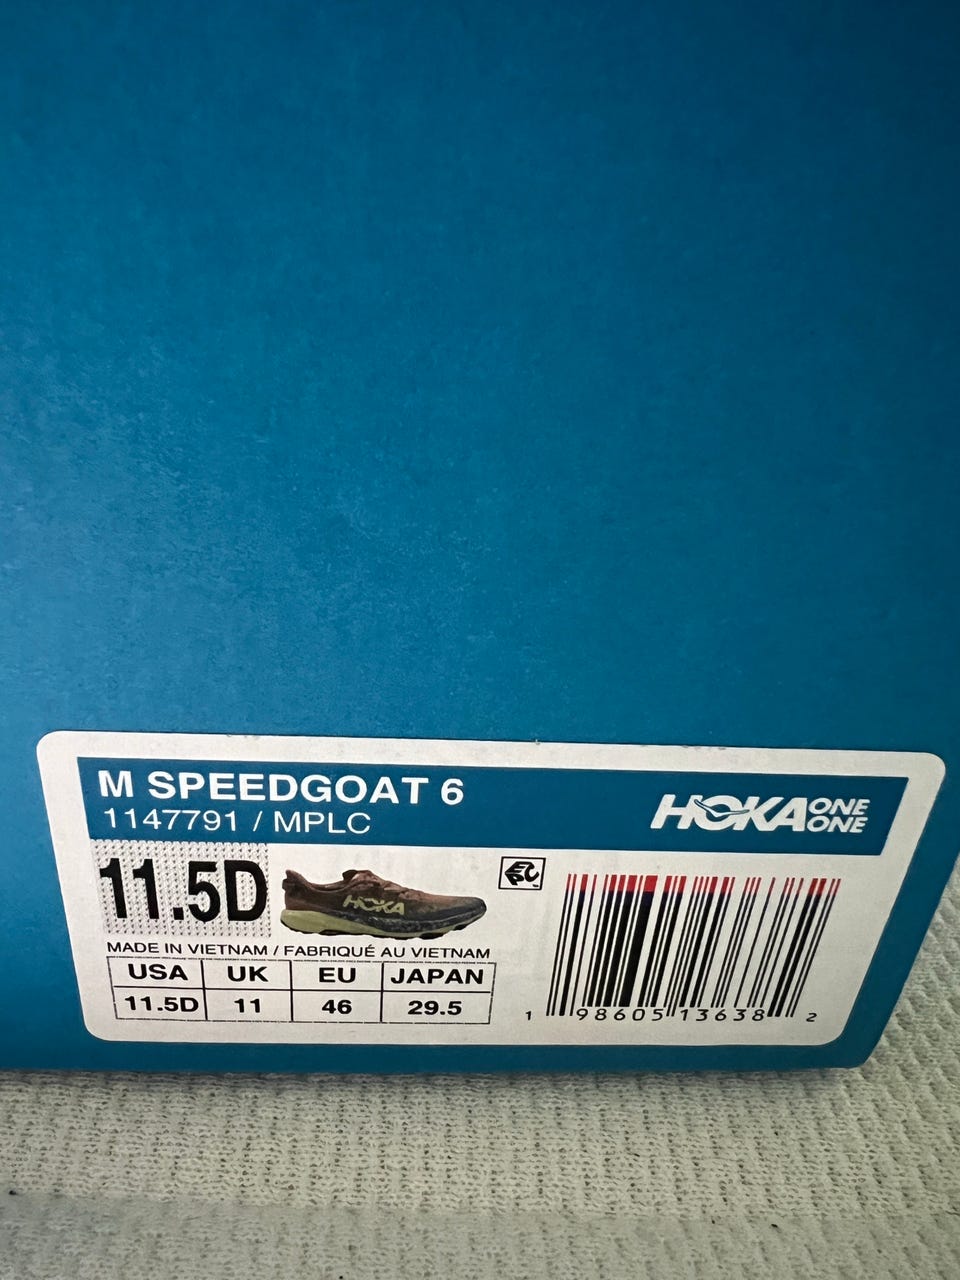 M SPEEDGOAT 6
1147791 / MPLC
HOKA ONE ONE
11.5D
HOKA
MADE IN VIETNAM / FABRIQUÉ AU VIETNAM
USA UK EU JAPAN
11.5D 11 46 29.5
1 98605 13638 2